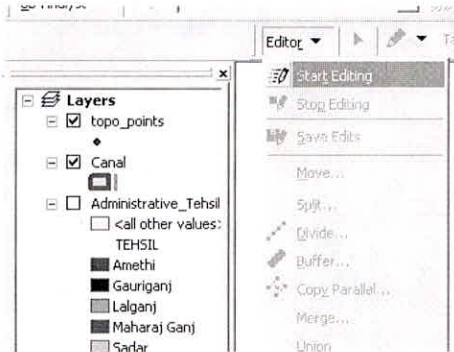 Editor
Start Editing
Stop Editing
Save Edits
Move...
Split...
Divide...
Buffer...
Copy Parallel...
Merge...
Union
Layers
topo_points
Canal
Administrative_Tehsil
<all other values>
TEHSIL
Amethi
Gauriganj
Lalganj
Maharaj Ganj
Sadar